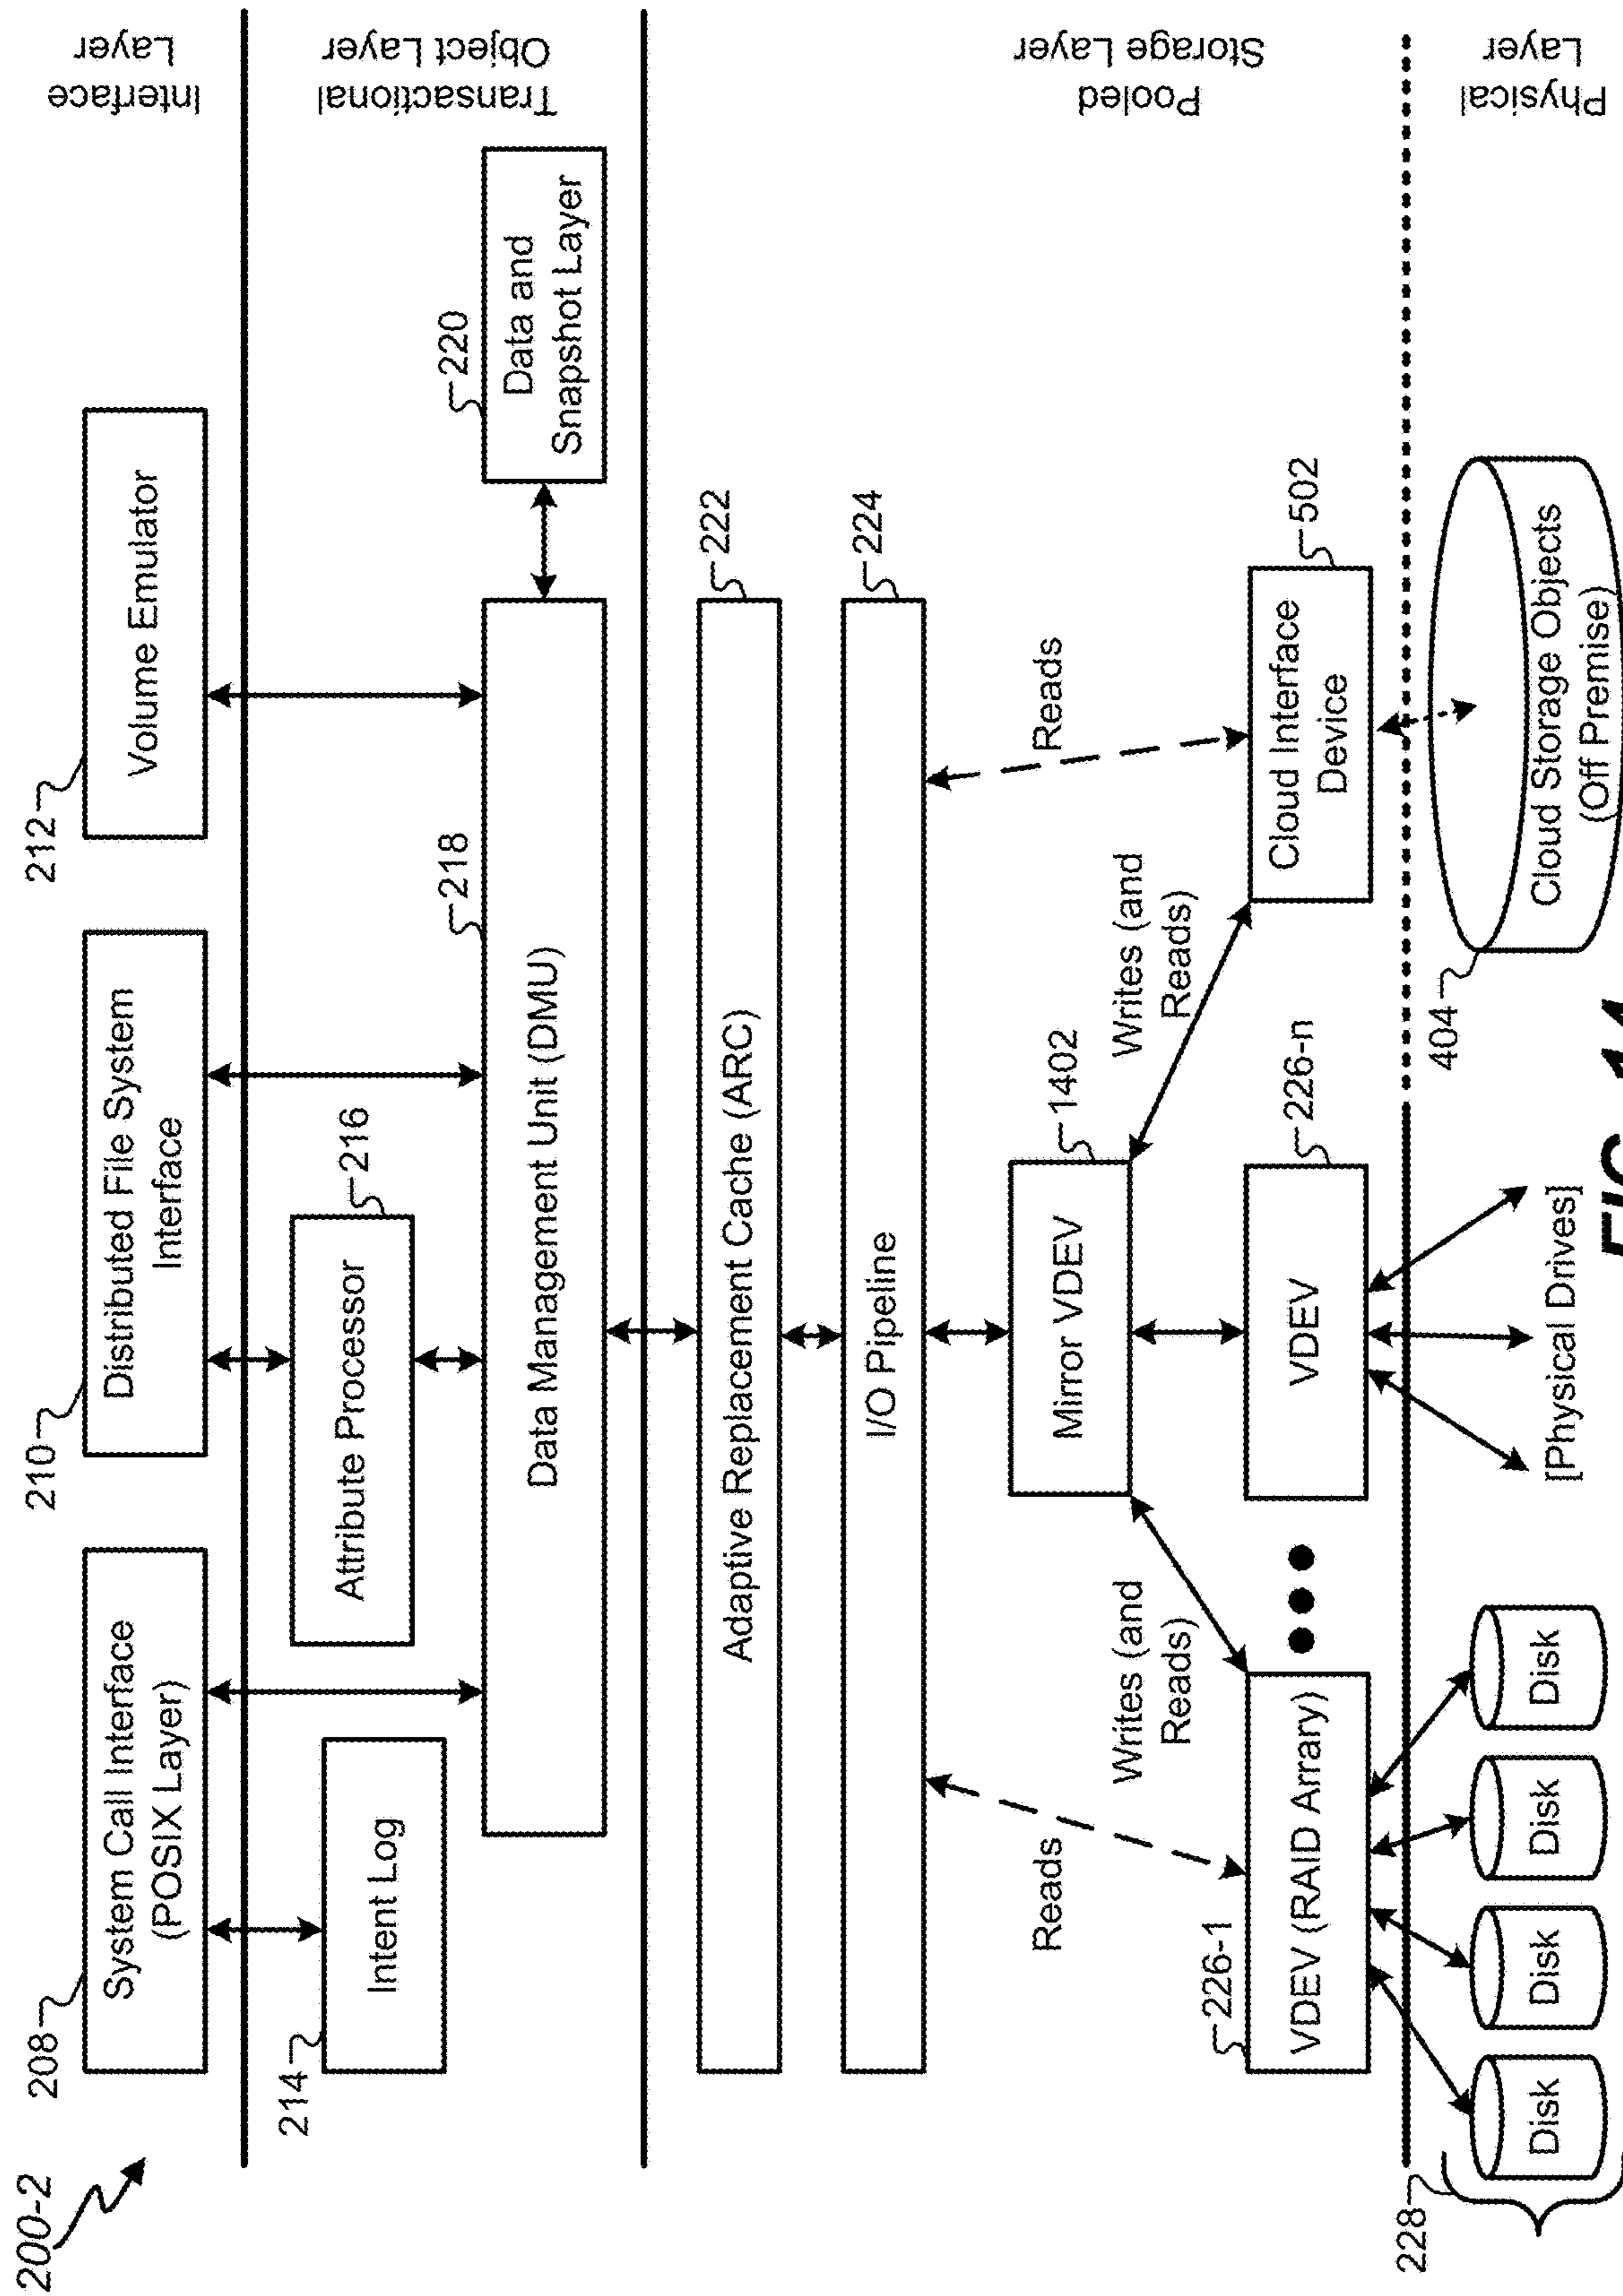 200-2
208
System Call Interface
(POSIX Layer)
210
Distributed File System
Interface
212
Volume Emulator
Interface
Layer
214
Intent Log
Attribute Processor
216
218
Data Management Unit (DMU)
220
Data and
Snapshot Layer
Transactional
Object Layer
Adaptive Replacement Cache (ARC)
222
I/O Pipeline
224
Reads
Writes (and
Reads)
Mirror VDEV
1402
Writes (and
Reads)
Reads
Pooled
Storage Layer
226-1
VDEV (RAID Arrary)
VDEV
226-n
Cloud Interface
Device
502
228
Disk
Disk
Disk
Disk
[Physical Drives]
404
Cloud Storage Objects
(Off Premise)
Physical
Layer
FIG. 14